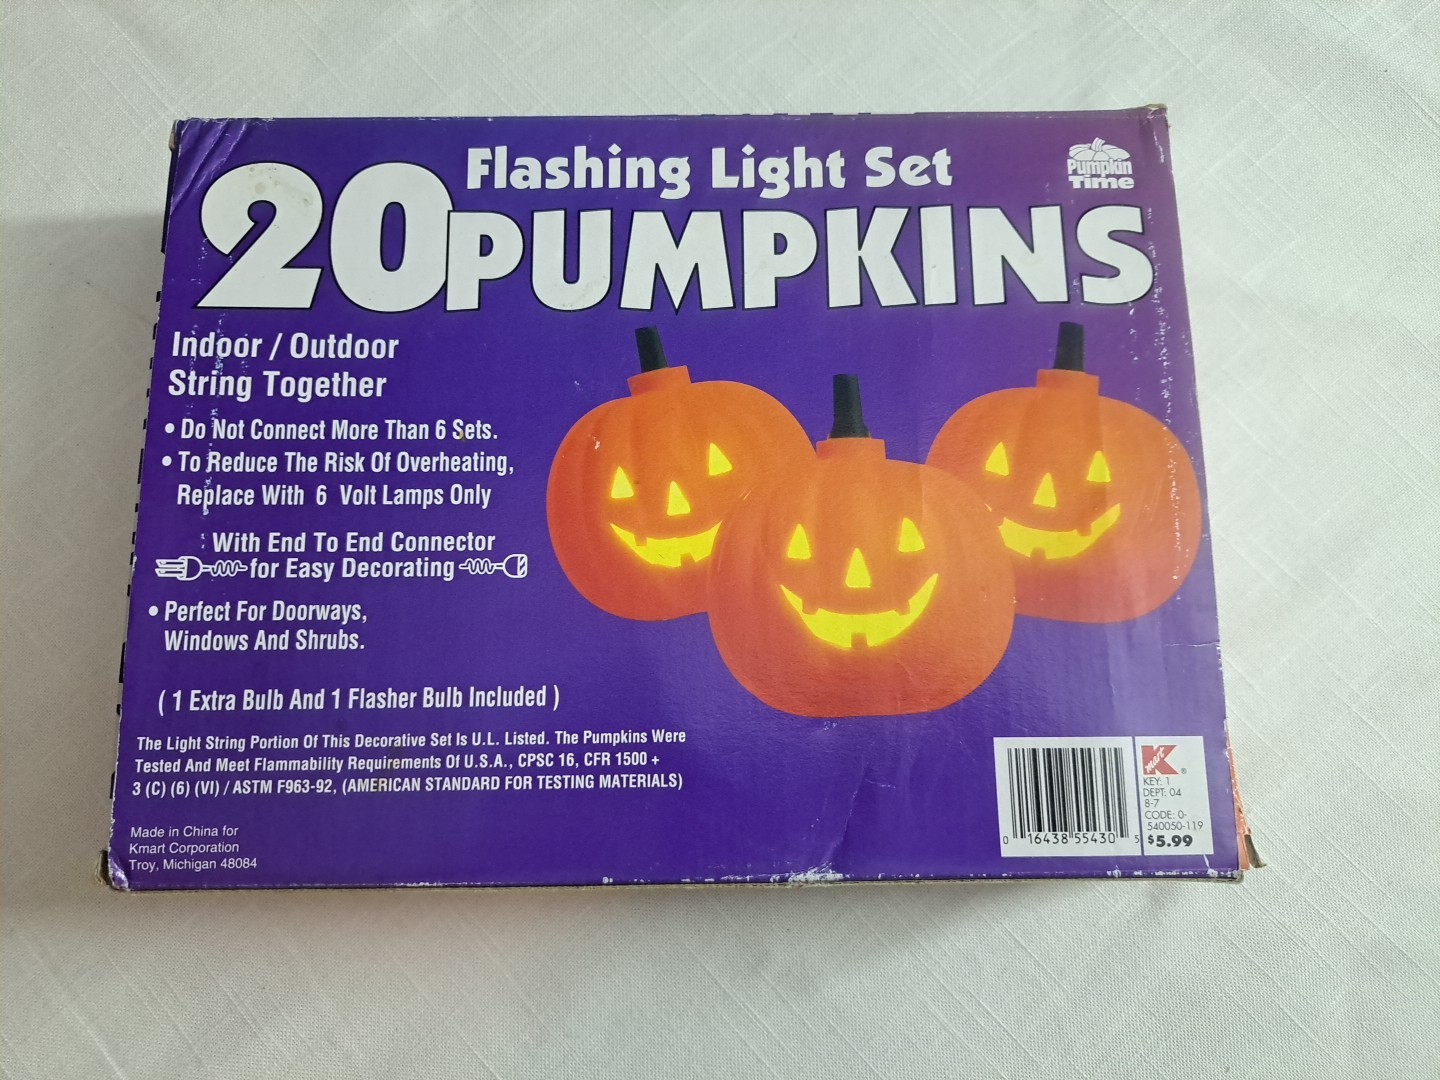 Flashing Light Set
Pumpkin
Time
20 PUMPKINS
Indoor / Outdoor
String Together
• Do Not Connect More Than 6 Sets.
• To Reduce The Risk Of Overheating,
Replace With 6 Volt Lamps Only
With End To End Connector
for Easy Decorating
• Perfect For Doorways,
Windows And Shrubs.
( 1 Extra Bulb And 1 Flasher Bulb Included )
The Light String Portion Of This Decorative Set Is U.L. Listed. The Pumpkins Were
Tested And Meet Flammability Requirements Of U.S.A., CPSC 16, CFR 1500 +
3 (C) (6) (VI) / ASTM F963-92, (AMERICAN STANDARD FOR TESTING MATERIALS)
Made in China for
Kmart Corporation
Troy, Michigan 48084
0 16438 55430 5
K mart ®
KEY: 1
DEPT: 04
8-7
CODE: 0-
540050-119
$5.99